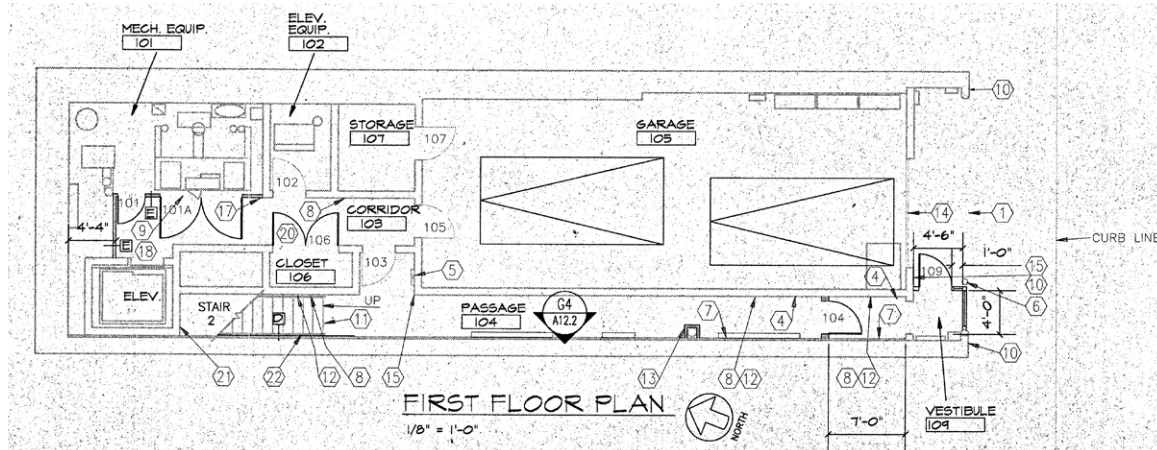 MECH. EQUIP.
101
ELEV.
EQUIP.
102
10
STORAGE
107
107
GARAGE
105
101
101A
102
17
8
CORRIDOR
103
105
14
1
4'-4"
9
18
20
106
4'-6"
CURB LINE
1'-0"
CLOSET
106
103
5
4
109
15
10
6
ELEV.
STAIR
2
UP
11
PASSAGE
104
G4
A12.2
7
4
104
7
4'-0"
21
22
12
8
15
13
8
12
8
12
10
FIRST FLOOR PLAN
1/8" = 1'-0"
NORTH
7'-0"
VESTIBULE
109